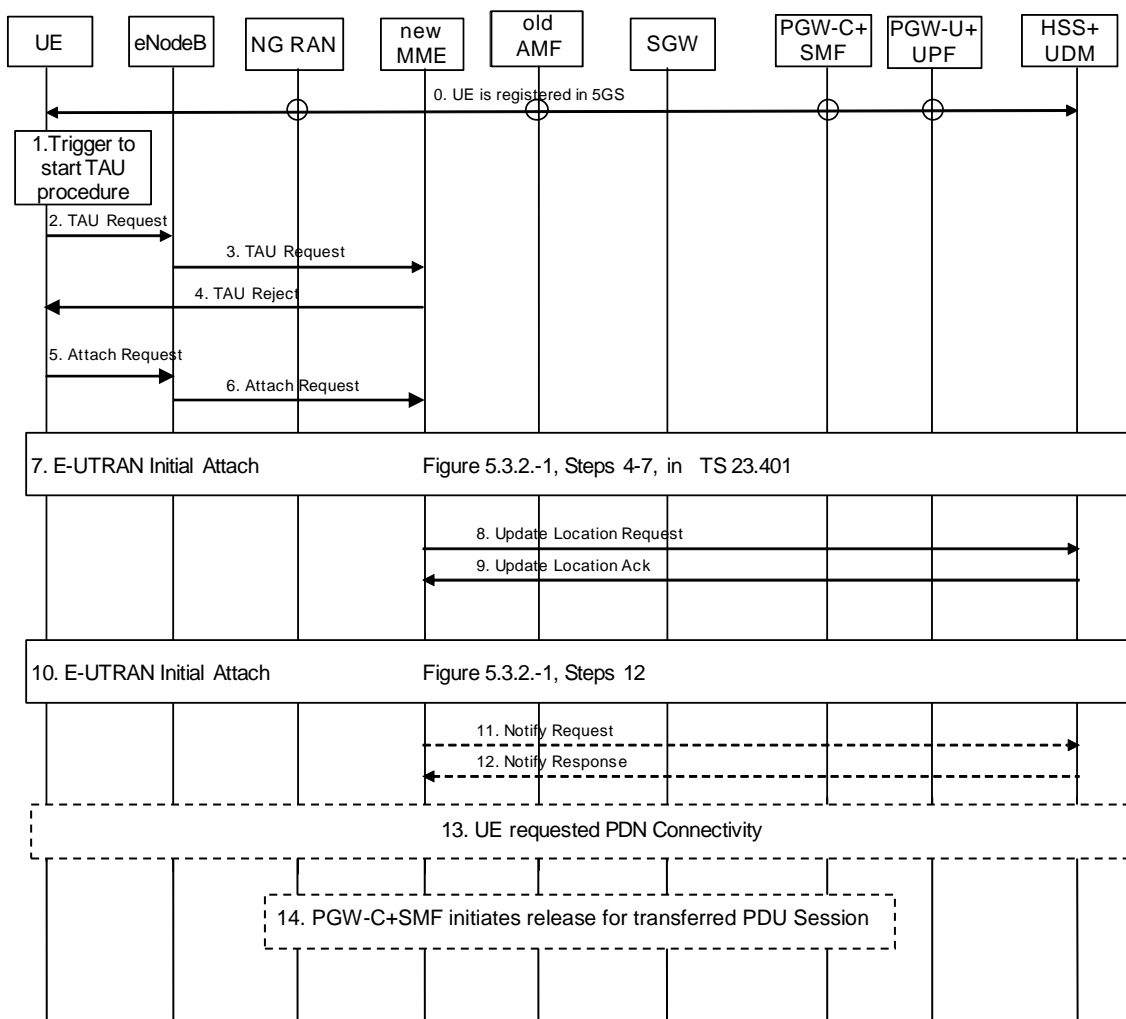 UE
eNodeB
NG RAN
new
MME
old
AMF
SGW
PGW-C+
SMF
PGW-U+
UPF
HSS+
UDM
0. UE is registered in 5GS
1.Trigger to
start TAU
procedure
2. TAU Request
3. TAU Request
4. TAU Reject
5. Attach Request
6. Attach Request
7. E-UTRAN Initial Attach Figure 5.3.2.-1, Steps 4-7, in TS 23.401
8. Update Location Request
9. Update Location Ack
10. E-UTRAN Initial Attach Figure 5.3.2.-1, Steps 12
11. Notify Request
12. Notify Response
13. UE requested PDN Connectivity
14. PGW-C+SMF initiates release for transferred PDU Session